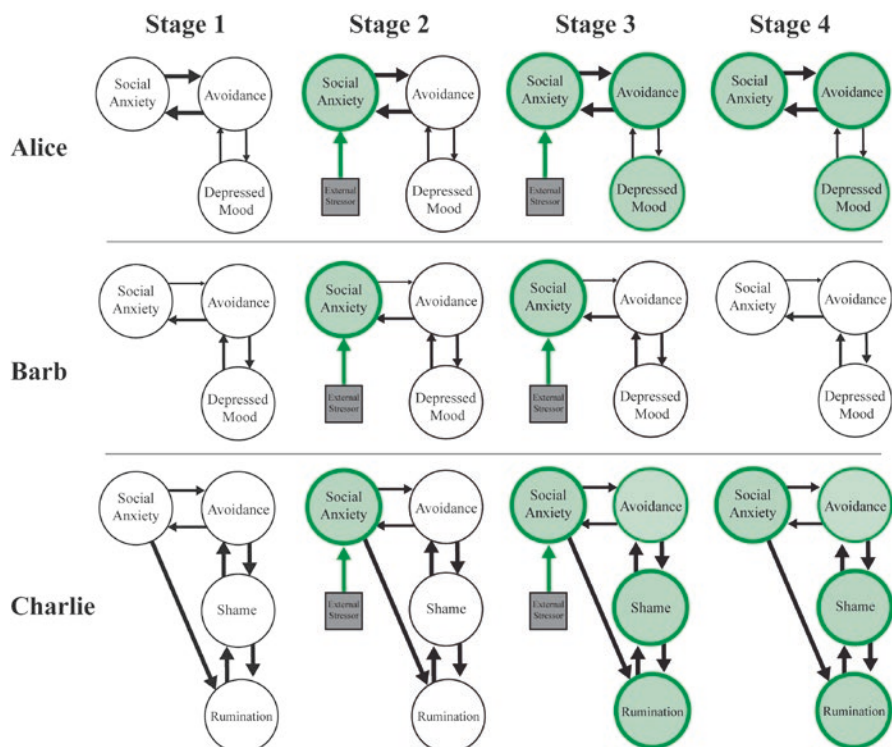 Stage 1 Stage 2 Stage 3 Stage 4
Alice
Social
Anxiety
Avoidance
Depressed
Mood
Social
Anxiety
Avoidance
External
Stressor
Depressed
Mood
Social
Anxiety
Avoidance
External
Stressor
Depressed
Mood
Social
Anxiety
Avoidance
Depressed
Mood
Barb
Social
Anxiety
Avoidance
Depressed
Mood
Social
Anxiety
Avoidance
External
Stressor
Depressed
Mood
Social
Anxiety
Avoidance
External
Stressor
Depressed
Mood
Social
Anxiety
Avoidance
Depressed
Mood
Charlie
Social
Anxiety
Avoidance
Shame
Rumination
Social
Anxiety
Avoidance
External
Stressor
Shame
Rumination
Social
Anxiety
Avoidance
External
Stressor
Shame
Rumination
Social
Anxiety
Avoidance
Shame
Rumination